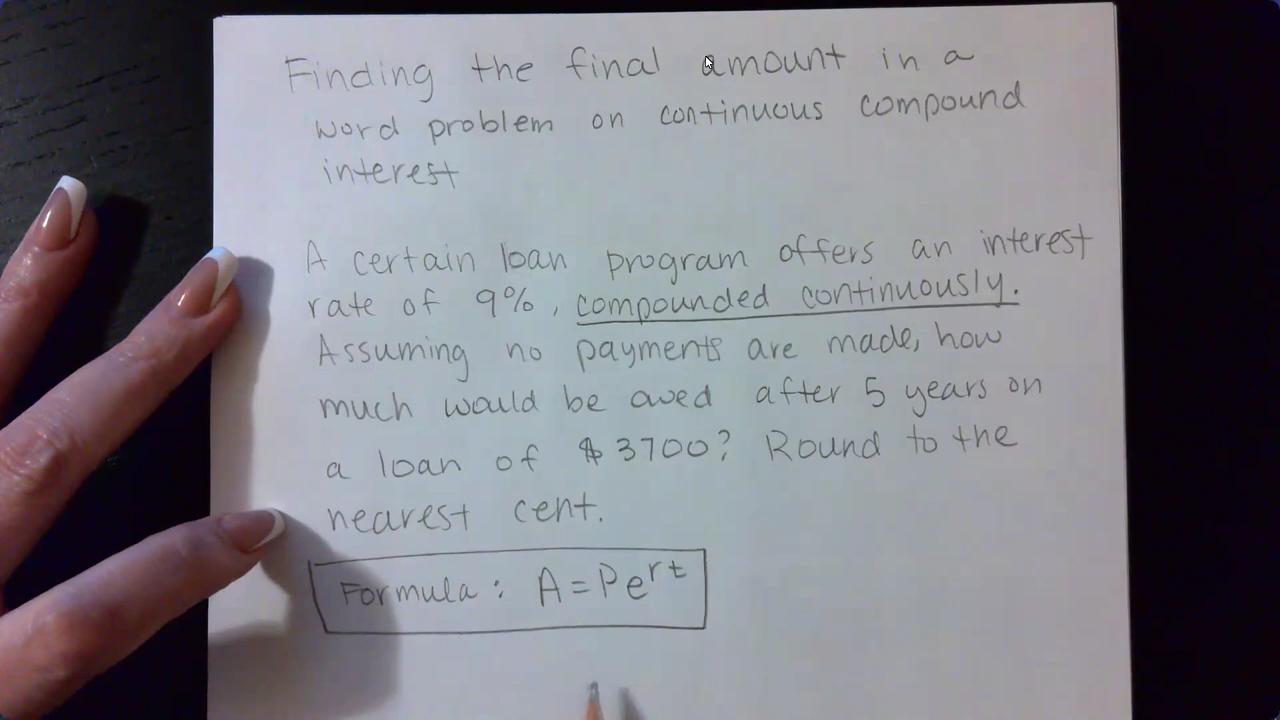 Finding the final amount in a
word problem on continuous compound
interest
A certain loan program offers an interest
rate of 9%, compounded continuously.
Assuming no payments are made, how
much would be owed after 5 years on
a loan of $3700? Round to the
nearest cent.
Formula: A = Pe^{rt}